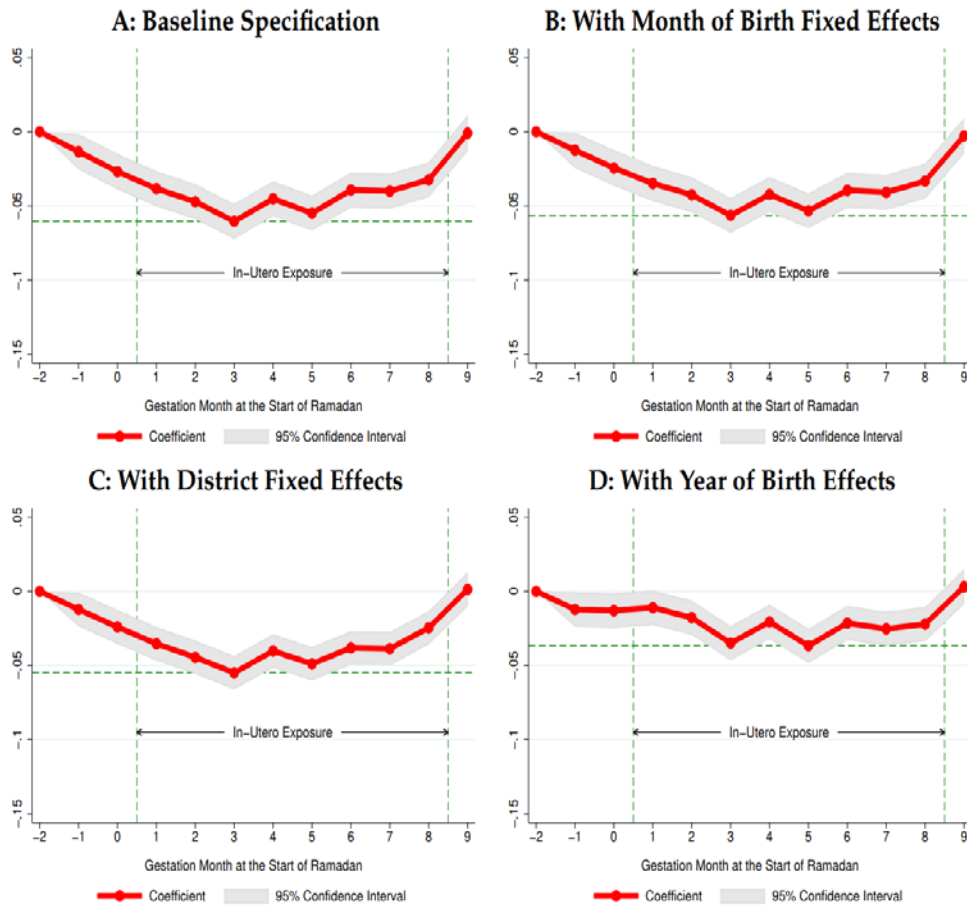 A: Baseline Specification
.05
0
-.05
-.1
-.15
In-Utero Exposure
-2 -1 0 1 2 3 4 5 6 7 8 9
Gestation Month at the Start of Ramadan
Coefficient 95% Confidence Interval
B: With Month of Birth Fixed Effects
.05
0
-.05
-.1
-.15
In-Utero Exposure
-2 -1 0 1 2 3 4 5 6 7 8 9
Gestation Month at the Start of Ramadan
Coefficient 95% Confidence Interval
C: With District Fixed Effects
.05
0
-.05
-.1
-.15
In-Utero Exposure
-2 -1 0 1 2 3 4 5 6 7 8 9
Gestation Month at the Start of Ramadan
Coefficient 95% Confidence Interval
D: With Year of Birth Effects
.05
0
-.05
-.1
-.15
In-Utero Exposure
-2 -1 0 1 2 3 4 5 6 7 8 9
Gestation Month at the Start of Ramadan
Coefficient 95% Confidence Interval